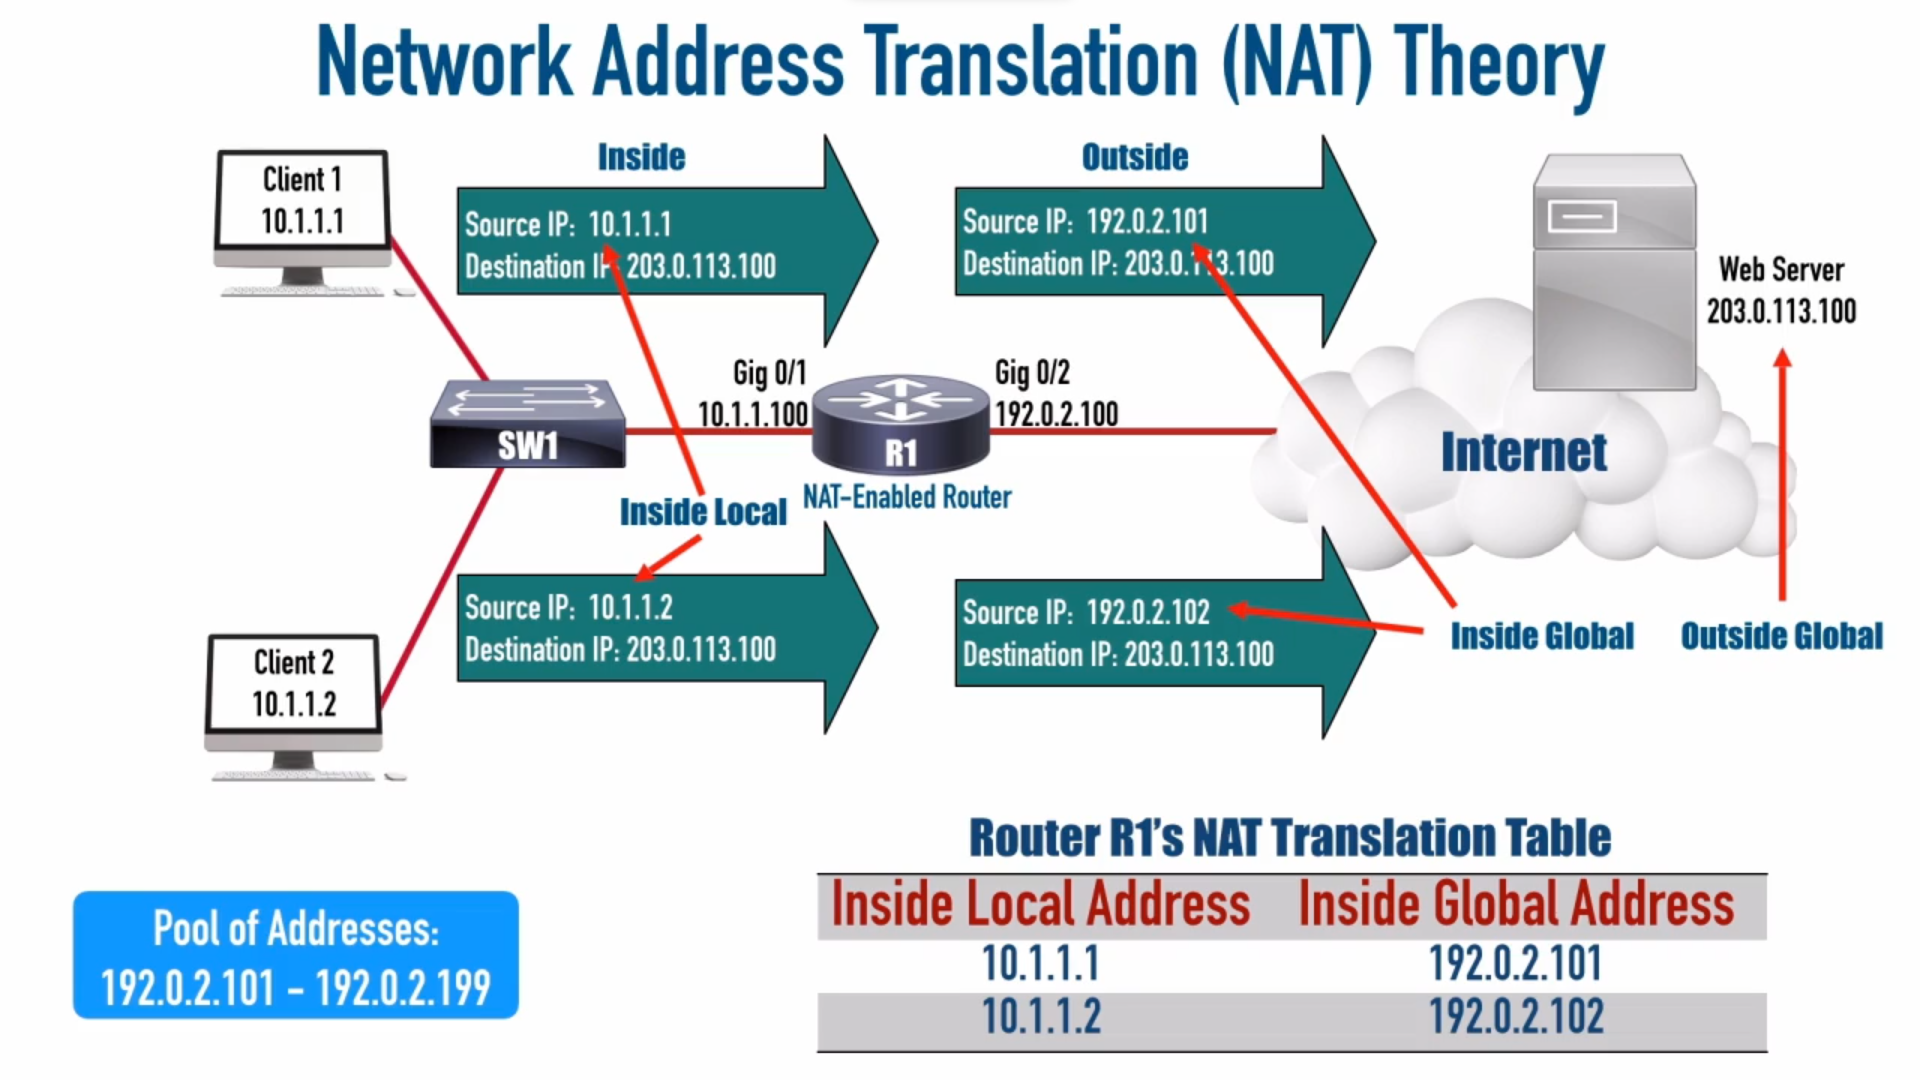 Network Address Translation (NAT) Theory
Inside
Outside
Client 1
10.1.1.1
Source IP: 10.1.1.1
Destination IP: 203.0.113.100
Source IP: 192.0.2.101
Destination IP: 203.0.113.100
Web Server
203.0.113.100
Gig 0/1
10.1.1.100
Gig 0/2
192.0.2.100
SW1
R1
Internet
Inside Local
NAT-Enabled Router
Source IP: 10.1.1.2
Destination IP: 203.0.113.100
Source IP: 192.0.2.102
Destination IP: 203.0.113.100
Inside Global
Outside Global
Client 2
10.1.1.2
Router R1's NAT Translation Table
Inside Local Address Inside Global Address
10.1.1.1 192.0.2.101
10.1.1.2 192.0.2.102
Pool of Addresses:
192.0.2.101 - 192.0.2.199